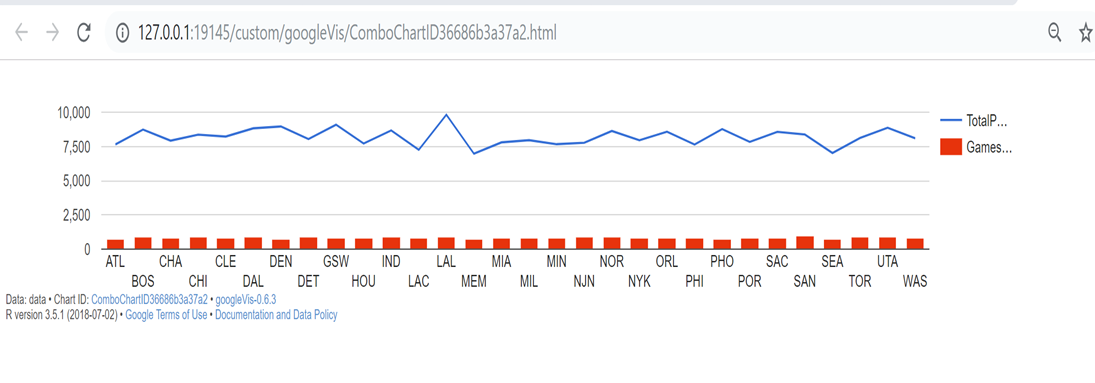 127.0.0.1:19145/custom/googleVis/ComboChartID36686b3a37a2.html
10,000
7,500
5,000
2,500
0
TotalP...
Games...
ATL CHA CLE DEN GSW IND LAL MIA MIN NOR ORL PHO SAC SEA UTA
BOS CHI DAL DET HOU LAC MEM MIL NJN NYK PHI POR SAN TOR WAS
Data: data • Chart ID: ComboChartID36686b3a37a2 • googleVis-0.6.3
R version 3.5.1 (2018-07-02) • Google Terms of Use • Documentation and Data Policy